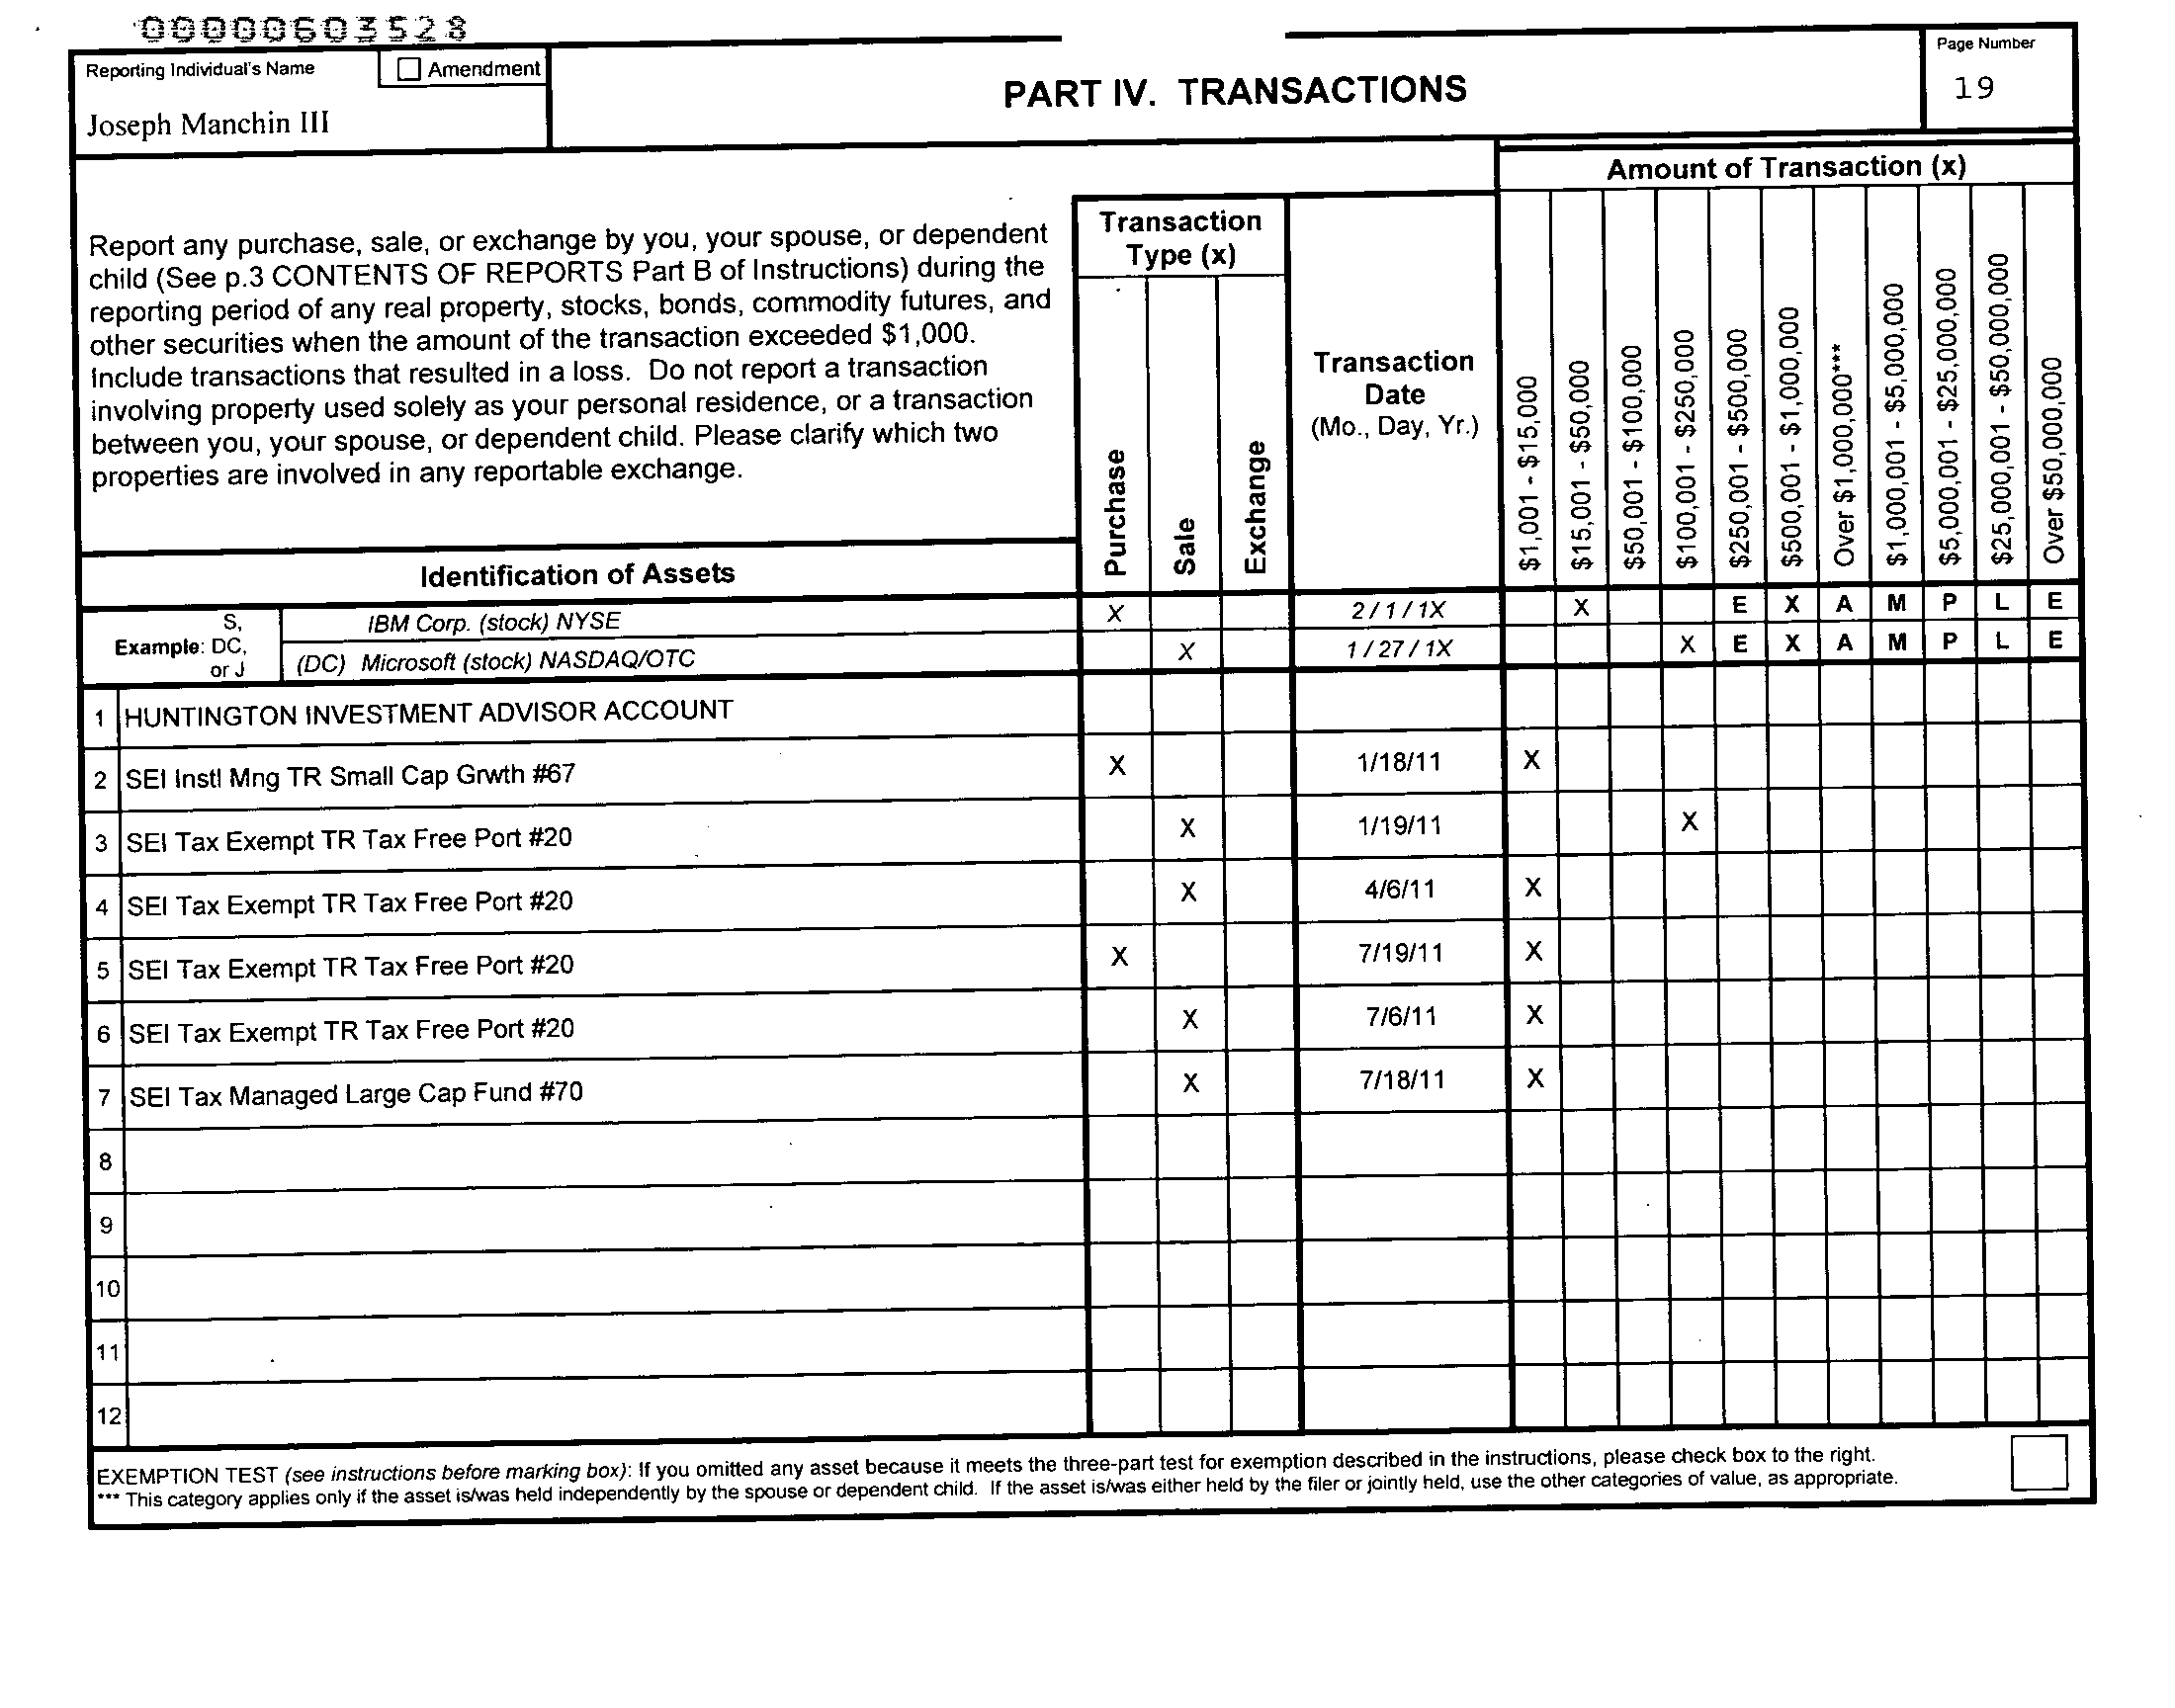 00000603528
Reporting Individual's Name
Amendment
Joseph Manchin III
PART IV. TRANSACTIONS
Page Number
19
Report any purchase, sale, or exchange by you, your spouse, or dependent
child (See p.3 CONTENTS OF REPORTS Part B of Instructions) during the
reporting period of any real property, stocks, bonds, commodity futures, and
other securities when the amount of the transaction exceeded $1,000.
Include transactions that resulted in a loss. Do not report a transaction
involving property used solely as your personal residence, or a transaction
between you, your spouse, or dependent child. Please clarify which two
properties are involved in any reportable exchange.
Identification of Assets
Transaction
Type (x)
Purchase
Sale
Exchange
Transaction
Date
(Mo., Day, Yr.)
Amount of Transaction (x)
$1,001 - $15,000
$15,001 - $50,000
$50,001 - $100,000
$100,001 - $250,000
$250,001 - $500,000
$500,001 - $1,000,000
Over $1,000,000***
$1,000,001 - $5,000,000
$5,000,001 - $25,000,000
$25,000,001 - $50,000,000
Over $50,000,000
Example: S,
DC,
or J
IBM Corp. (stock) NYSE X 2 / 1 / 1X X E X A M P L E
(DC) Microsoft (stock) NASDAQ/OTC X 1 / 27 / 1X X E X A M P L E
1 HUNTINGTON INVESTMENT ADVISOR ACCOUNT
2 SEI Instl Mng TR Small Cap Grwth #67 X 1/18/11 X
3 SEI Tax Exempt TR Tax Free Port #20 X 1/19/11 X
4 SEI Tax Exempt TR Tax Free Port #20 X 4/6/11 X
5 SEI Tax Exempt TR Tax Free Port #20 X 7/19/11 X
6 SEI Tax Exempt TR Tax Free Port #20 X 7/6/11 X
7 SEI Tax Managed Large Cap Fund #70 X 7/18/11 X
8
9
10
11
12
EXEMPTION TEST (see instructions before marking box): If you omitted any asset because it meets the three-part test for exemption described in the instructions, please check box to the right.
*** This category applies only if the asset is/was held independently by the spouse or dependent child. If the asset is/was either held by the filer or jointly held, use the other categories of value, as appropriate.